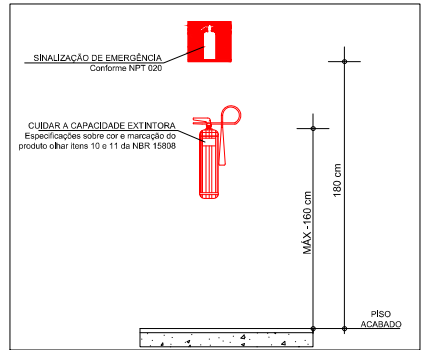 SINALIZAÇÃO DE EMERGÊNCIA
Conforme NPT 020
CUIDAR A CAPACIDADE EXTINTORA
Especificações sobre cor e marcação do
produto olhar itens 10 e 11 da NBR 15808
MÁX -160 cm
180 cm
PISO
ACABADO